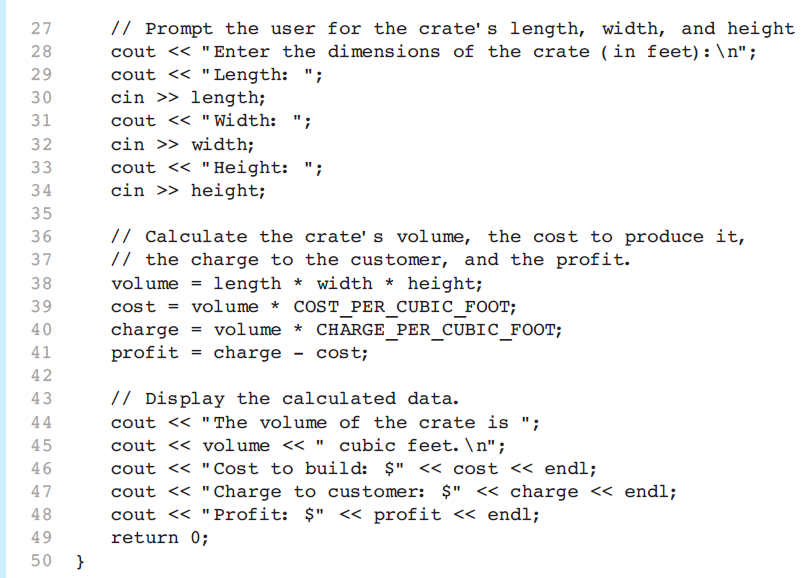 27 // Prompt the user for the crate's length, width, and height
28 cout << "Enter the dimensions of the crate (in feet):\n";
29 cout << "Length: ";
30 cin >> length;
31 cout << "Width: ";
32 cin >> width;
33 cout << "Height: ";
34 cin >> height;
35
36 // Calculate the crate's volume, the cost to produce it,
37 // the charge to the customer, and the profit.
38 volume = length * width * height;
39 cost = volume * COST_PER_CUBIC_FOOT;
40 charge = volume * CHARGE_PER_CUBIC_FOOT;
41 profit = charge - cost;
42
43 // Display the calculated data.
44 cout << "The volume of the crate is ";
45 cout << volume << " cubic feet.\n";
46 cout << "Cost to build: $" << cost << endl;
47 cout << "Charge to customer: $" << charge << endl;
48 cout << "Profit: $" << profit << endl;
49 return 0;
50 }